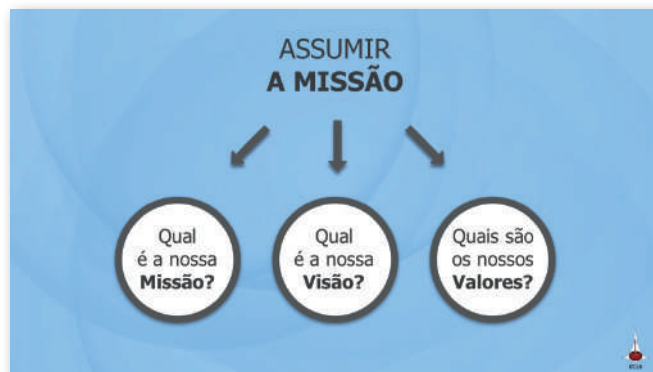 ASSUMIR
A MISSÃO
Qual
é a nossa
Missão?
Qual
é a nossa
Visão?
Quais são
os nossos
Valores?